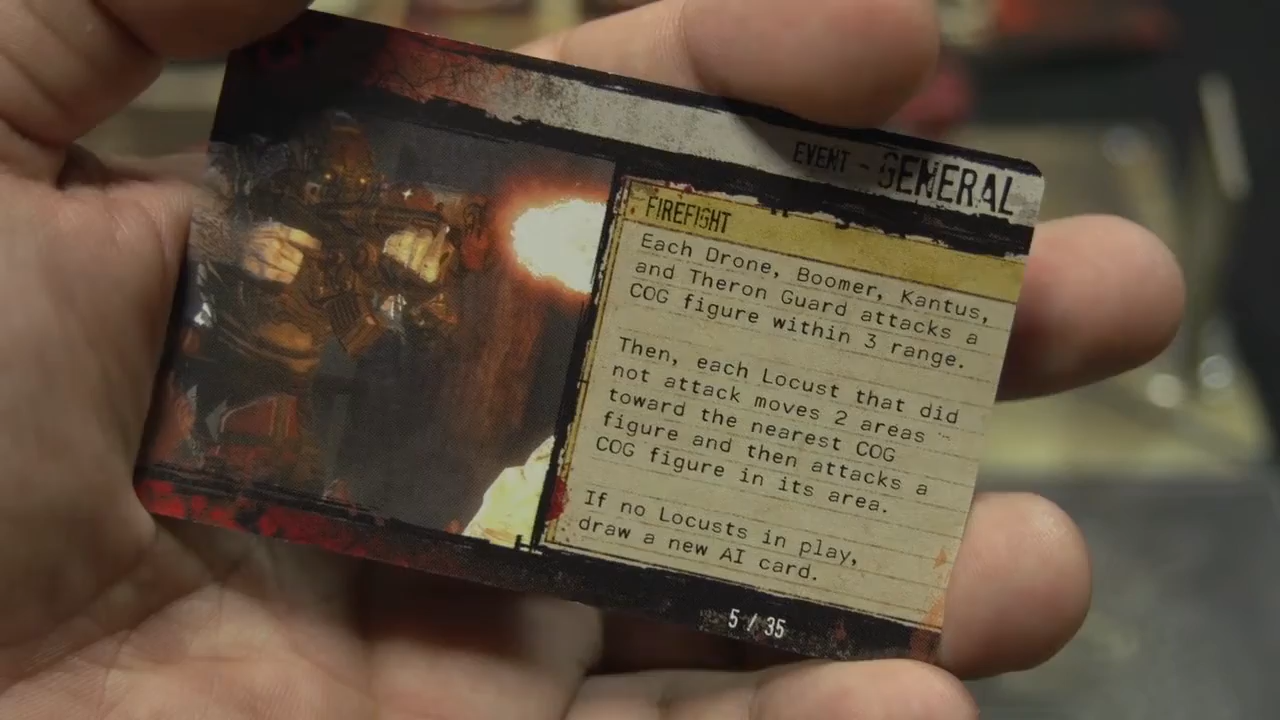 EVENT - GENERAL
FIREFIGHT
Each Drone, Boomer, Kantus,
and Theron Guard attacks a
COG figure within 3 range.
Then, each Locust that did
not attack moves 2 areas
toward the nearest COG
figure and then attacks a
COG figure in its area.
If no Locusts in play,
draw a new AI card.
5 / 35